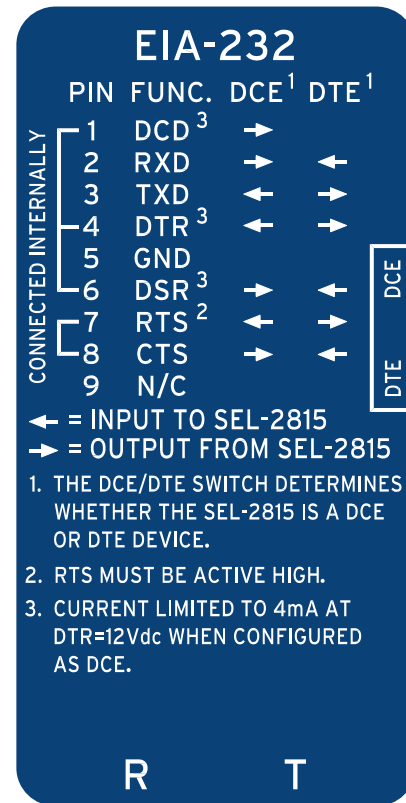 EIA-232
PIN FUNC. DCE¹ DTE¹
CONNECTED INTERNALLY
1 DCD³ →
2 RXD → ←
3 TXD ← →
4 DTR³ ← →
5 GND
6 DSR³ → ←
7 RTS² ← →
8 CTS → ←
9 N/C
DCE
DTE
← = INPUT TO SEL-2815
→ = OUTPUT FROM SEL-2815
1. THE DCE/DTE SWITCH DETERMINES
WHETHER THE SEL-2815 IS A DCE
OR DTE DEVICE.
2. RTS MUST BE ACTIVE HIGH.
3. CURRENT LIMITED TO 4mA AT
DTR=12Vdc WHEN CONFIGURED
AS DCE.
R T